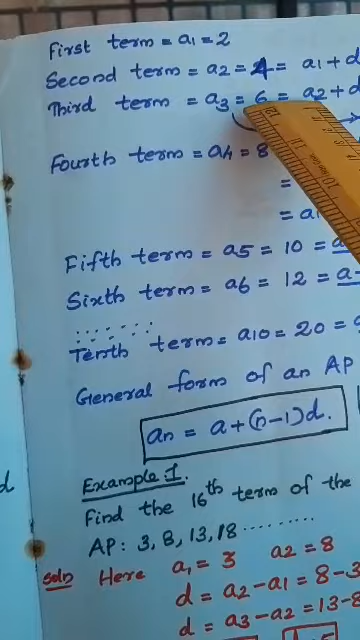 First term = a1 = 2
Second term = a2 = 4 = a1 + d
Third term = a3 = 6 = a2 + d
Fourth term = a4 = 8
=
= a1
Fifth term = a5 = 10 =
Sixth term = a6 = 12 =
.......
Tenth term = a10 = 20 =
General form of an AP
an = a + (n-1)d.
Example 1.
Find the 16th term of the
AP: 3, 8, 13, 18 ..........
Soln Here a1 = 3 a2 = 8
d = a2 - a1 = 8 - 3
d = a3 - a2 = 13 - 8
d